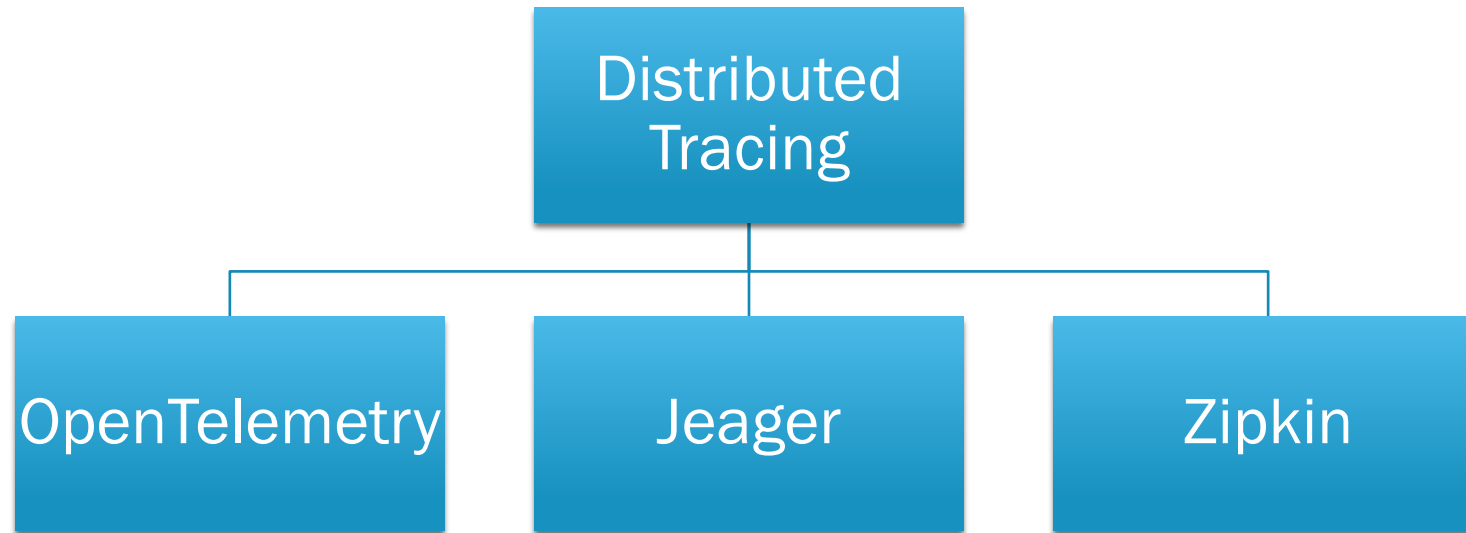 Distributed
Tracing
OpenTelemetry
Jeager
Zipkin